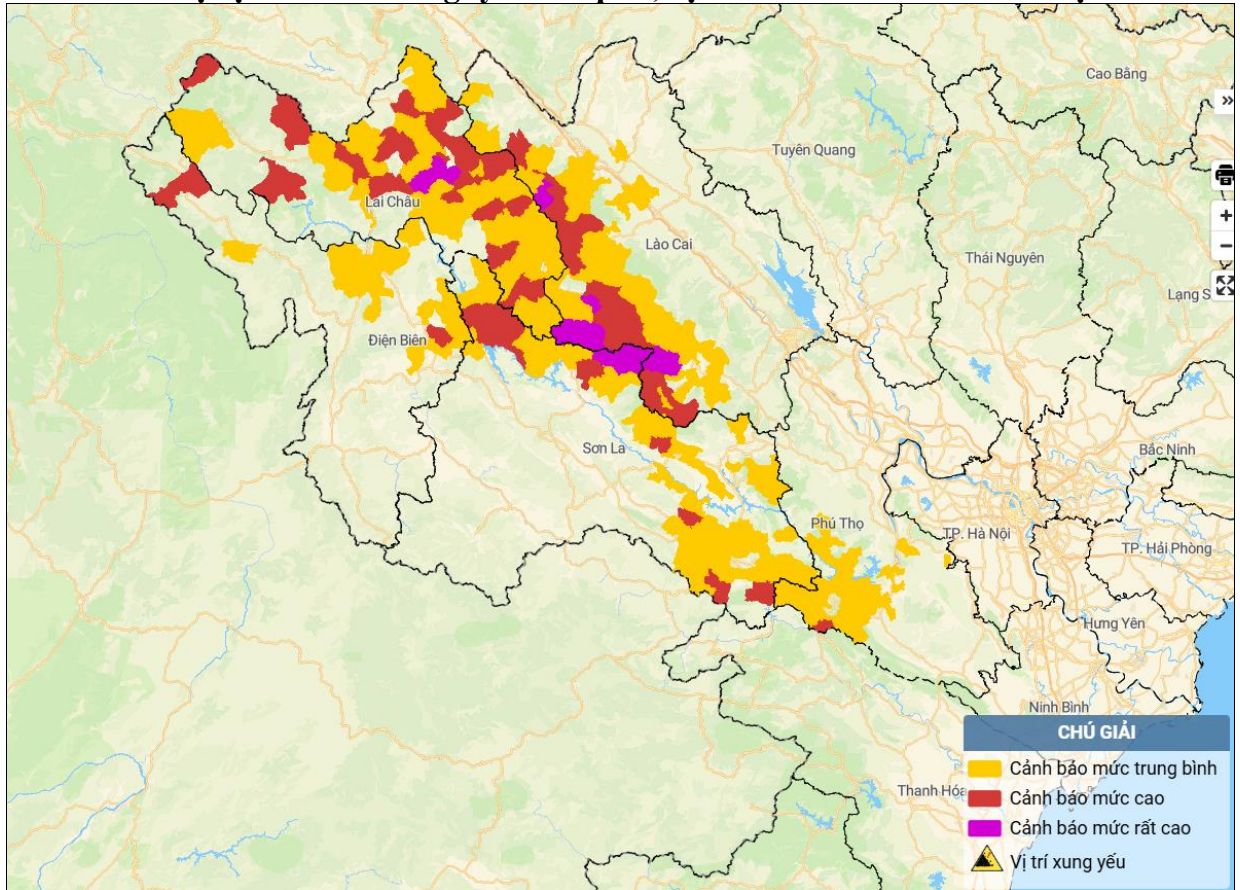 Cao Bằng
»
Tuyên Quang
Lai Châu
Lào Cai
Thái Nguyên
Lạng S
Điện Biên
Sơn La
Bắc Ninh
Phú Thọ
TP. Hà Nội
TP. Hải Phòng
Hưng Yên
Ninh Bình
Thanh Hóa
CHÚ GIẢI
Cảnh báo mức trung bình
Cảnh báo mức cao
Cảnh báo mức rất cao
Vị trí xung yếu